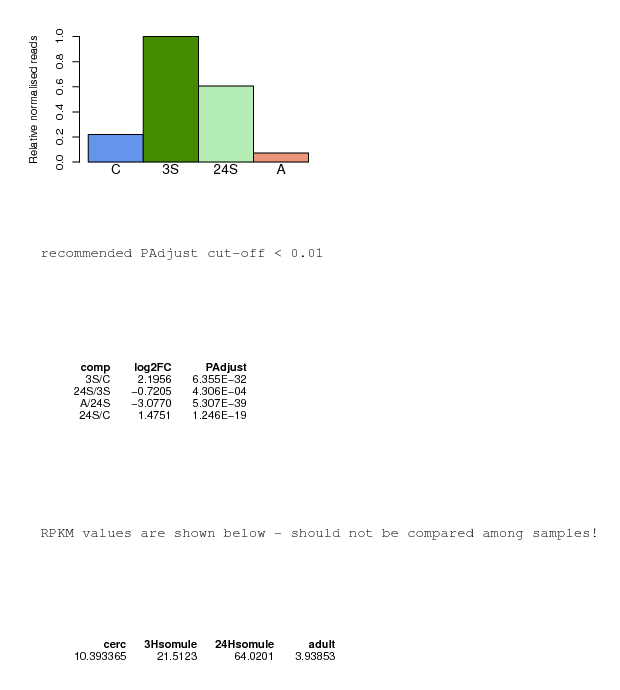 Relative normalised reads
1.0
0.8
0.6
0.4
0.2
0.0
C 3S 24S A
recommended PAdjust cut-off < 0.01
comp log2FC PAdjust
3S/C 2.1956 6.355E−32
24S/3S −0.7205 4.306E−04
A/24S −3.0770 5.307E−39
24S/C 1.4751 1.246E−19
RPKM values are shown below - should not be compared among samples!
cerc 3Hsomule 24Hsomule adult
10.393365 21.5123 64.0201 3.93853